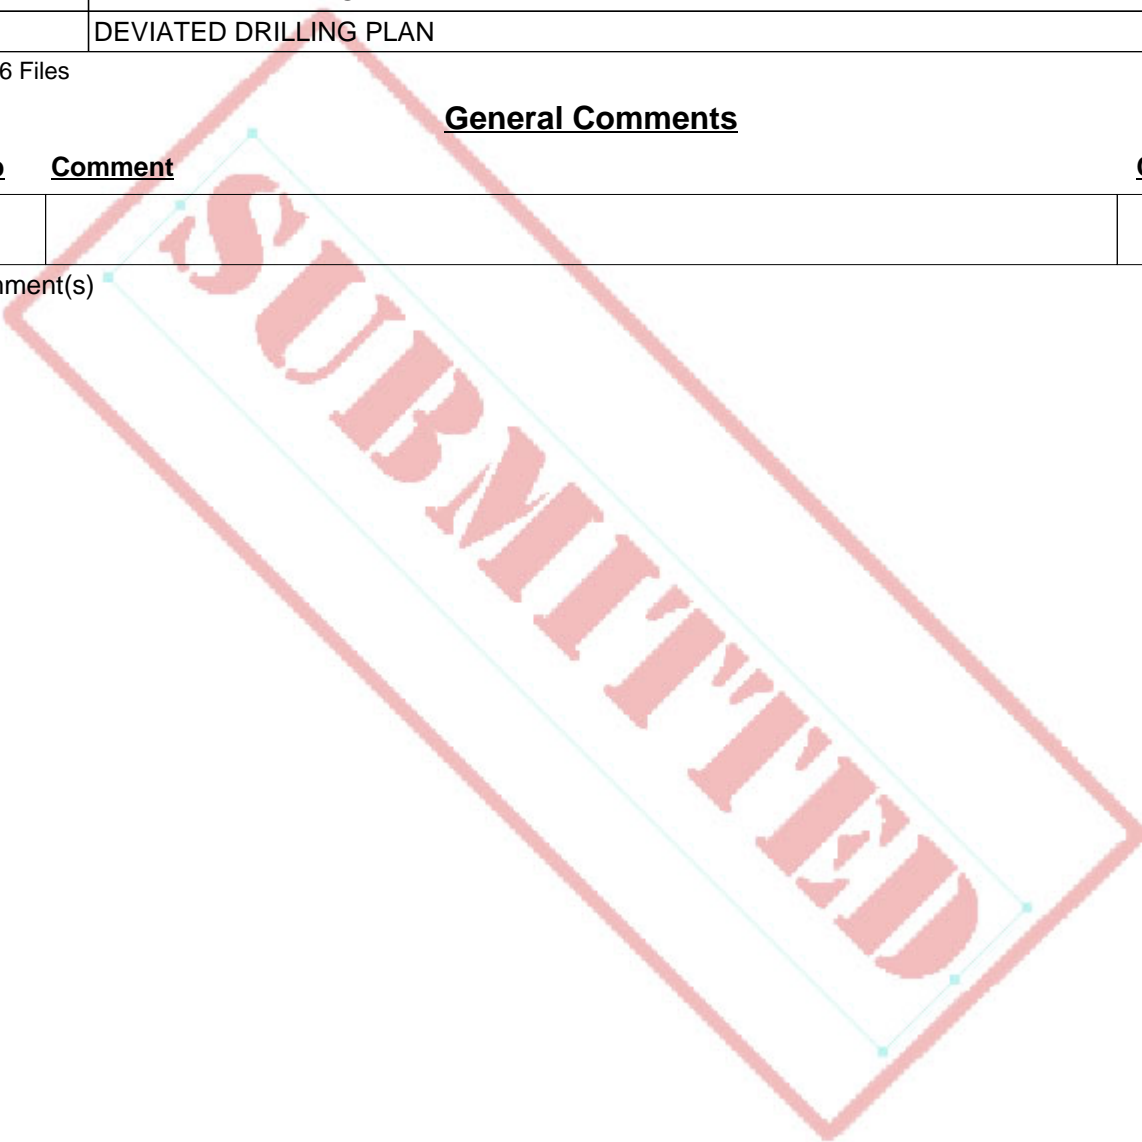 DEVIATED DRILLING PLAN
6 Files
General Comments
Comment
ment(s)
SUBMITTED